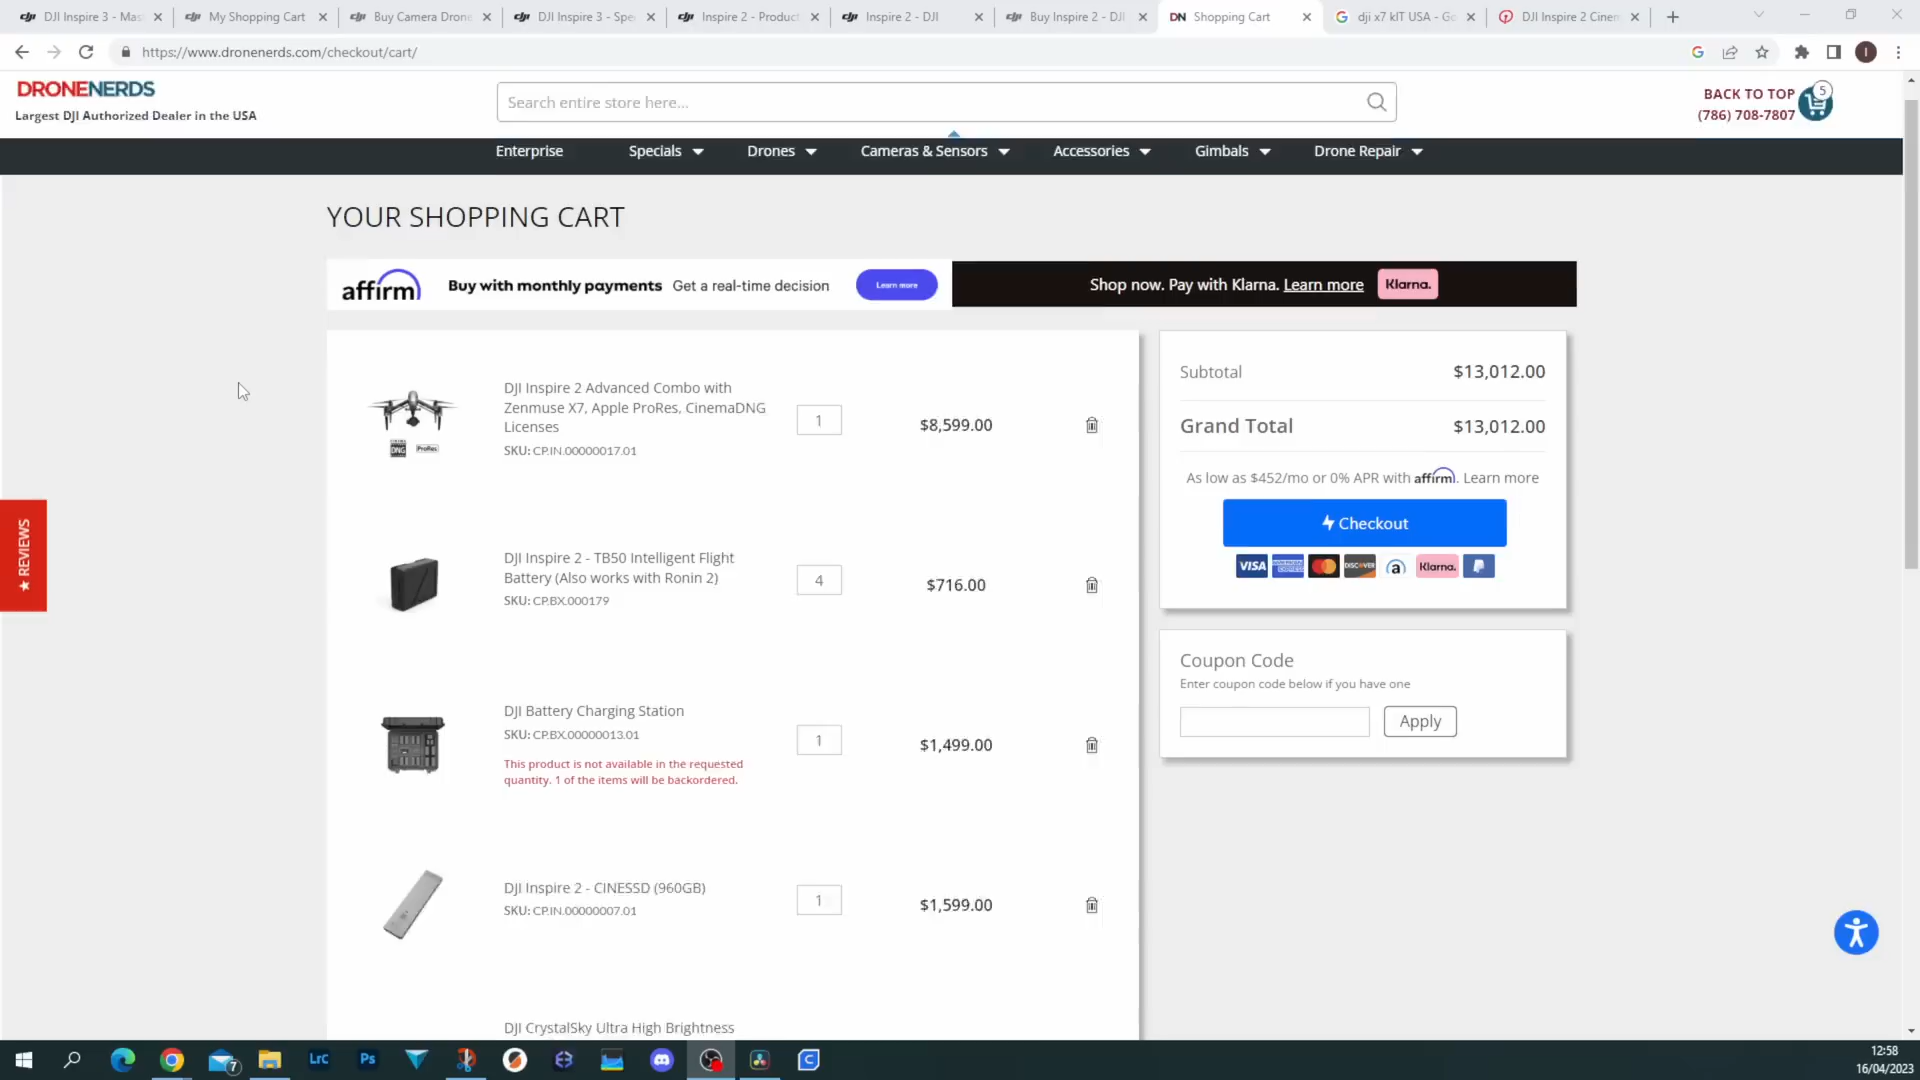 DJI Inspire 3 - Mas
My Shopping Cart
Buy Camera Drone
DJI Inspire 3 - Spe
Inspire 2 - Product
Inspire 2 - DJI
Buy Inspire 2 - DJI
DN Shopping Cart
dji x7 kIT USA - Go
DJI Inspire 2 Cinem
https://www.dronenerds.com/checkout/cart/
DRONENERDS
Largest DJI Authorized Dealer in the USA
Search entire store here...
BACK TO TOP
(786) 708-7807
5
Enterprise Specials Drones Cameras & Sensors Accessories Gimbals Drone Repair
YOUR SHOPPING CART
affirm Buy with monthly payments Get a real-time decision Learn more
Shop now. Pay with Klarna. Learn more Klarna.
DJI Inspire 2 Advanced Combo with
Zenmuse X7, Apple ProRes, CinemaDNG
Licenses
SKU: CP.IN.00000017.01
DNG ProRes
1
$8,599.00
DJI Inspire 2 - TB50 Intelligent Flight
Battery (Also works with Ronin 2)
SKU: CP.BX.000179
4
$716.00
DJI Battery Charging Station
SKU: CP.BX.00000013.01
This product is not available in the requested
quantity. 1 of the items will be backordered.
1
$1,499.00
DJI Inspire 2 - CINESSD (960GB)
SKU: CP.IN.00000007.01
1
$1,599.00
DJI CrystalSky Ultra High Brightness
Subtotal $13,012.00
Grand Total $13,012.00
As low as $452/mo or 0% APR with affirm. Learn more
Checkout
VISA AMERICAN EXPRESS DISCOVER a Klarna. P
Coupon Code
Enter coupon code below if you have one
Apply
★ REVIEWS
7
LrC
Ps
12:58
16/04/2023